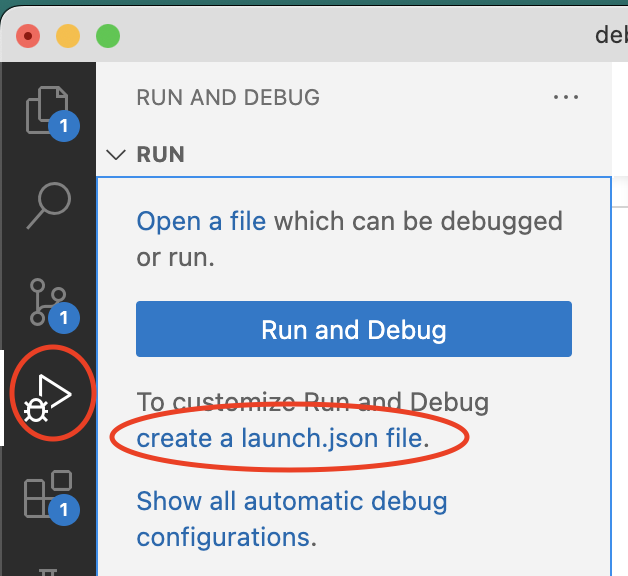 deb
RUN AND DEBUG
1
RUN
Open a file which can be debugged
or run.
1
Run and Debug
To customize Run and Debug
create a launch.json file.
1
Show all automatic debug
configurations.